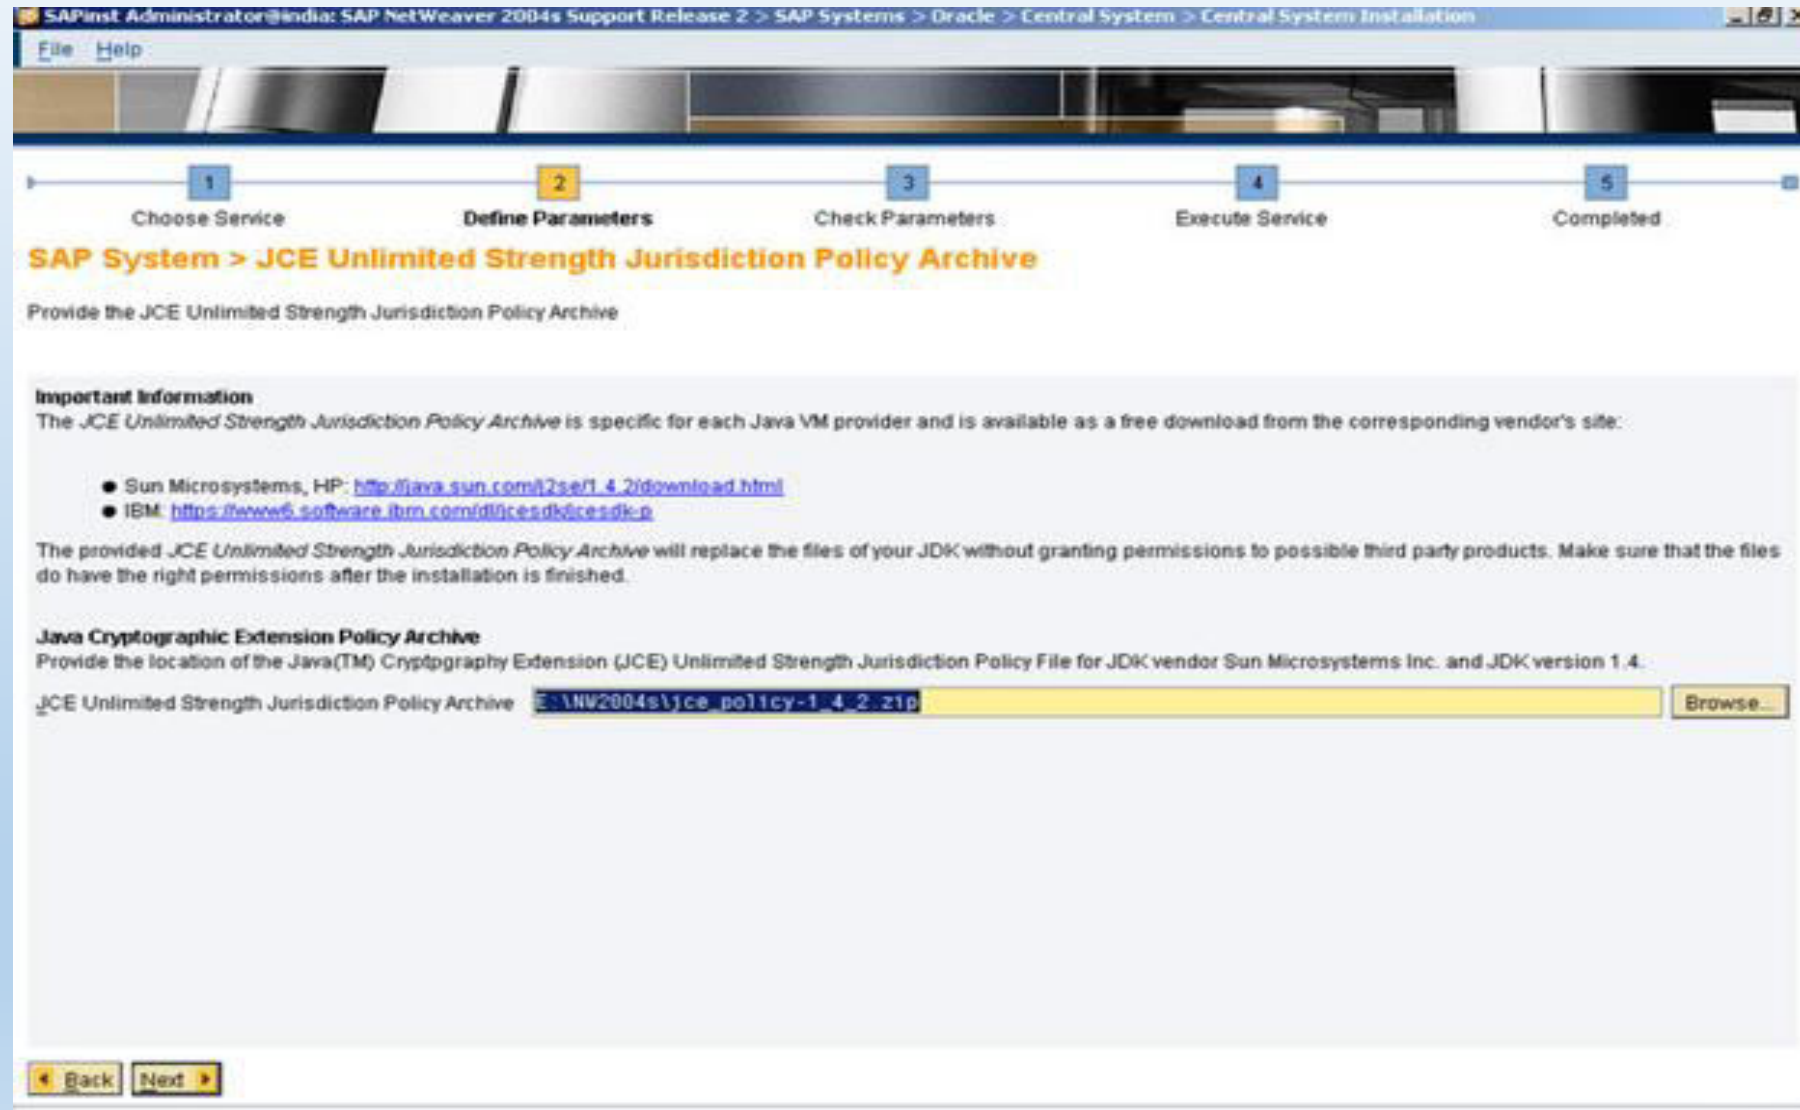 SAPinst Administrator@india: SAP NetWeaver 2004s Support Release 2 > SAP Systems > Oracle > Central System > Central System Installation
File Help
1 2 3 4 5
Choose Service Define Parameters Check Parameters Execute Service Completed
SAP System > JCE Unlimited Strength Jurisdiction Policy Archive
Provide the JCE Unlimited Strength Jurisdiction Policy Archive
Important Information
The JCE Unlimited Strength Jurisdiction Policy Archive is specific for each Java VM provider and is available as a free download from the corresponding vendor's site:
● Sun Microsystems, HP: http://java.sun.com/j2se/1.4.2/download.html
● IBM: https://www6.software.ibm.com/dl/jcesdk/jcesdk-p
The provided JCE Unlimited Strength Jurisdiction Policy Archive will replace the files of your JDK without granting permissions to possible third party products. Make sure that the files
do have the right permissions after the installation is finished.
Java Cryptographic Extension Policy Archive
Provide the location of the Java(TM) Cryptpgraphy Extension (JCE) Unlimited Strength Jurisdiction Policy File for JDK vendor Sun Microsystems Inc. and JDK version 1.4.
JCE Unlimited Strength Jurisdiction Policy Archive E:\NW2004s\jce_policy-1_4_2.zip Browse...
Back Next